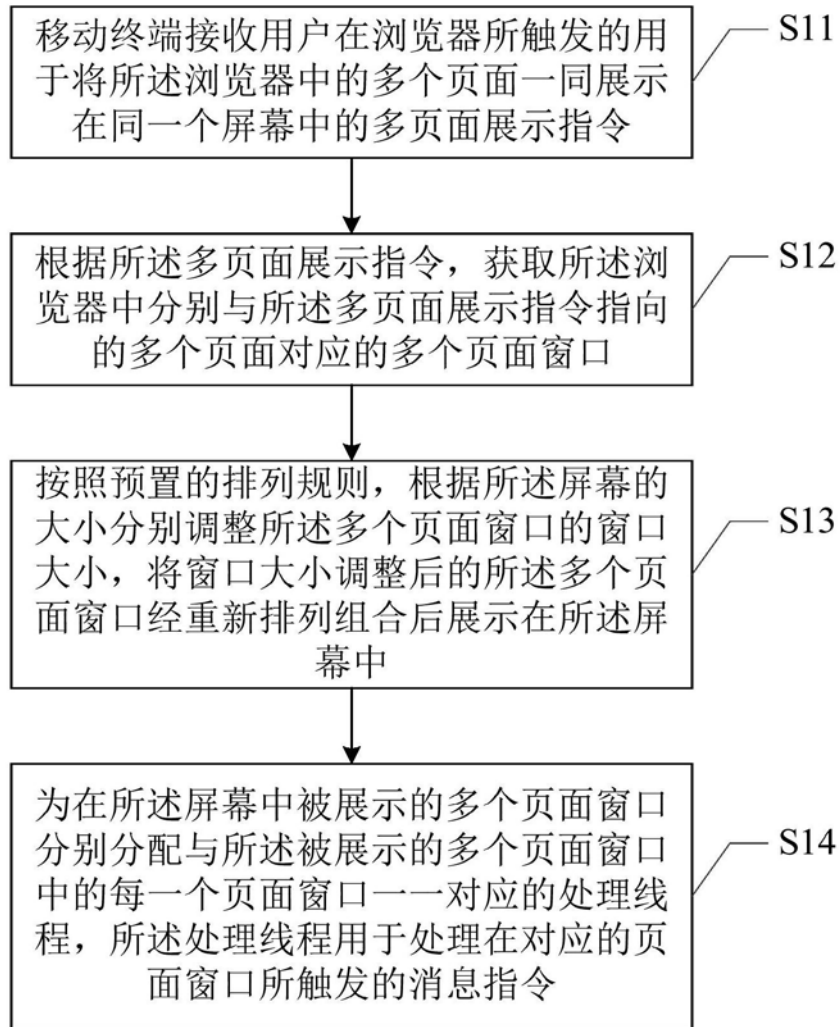 移动终端接收用户在浏览器所触发的用
于将所述浏览器中的多个页面一同展示
在同一个屏幕中的多页面展示指令
S11
根据所述多页面展示指令，获取所述浏
览器中分别与所述多页面展示指令指向
的多个页面对应的多个页面窗口
S12
按照预置的排列规则，根据所述屏幕的
大小分别调整所述多个页面窗口的窗口
大小，将窗口大小调整后的所述多个页
面窗口经重新排列组合后展示在所述屏
幕中
S13
为在所述屏幕中被展示的多个页面窗口
分别分配与所述被展示的多个页面窗口
中的每一个页面窗口一一对应的处理线
程，所述处理线程用于处理在对应的页
面窗口所触发的消息指令
S14